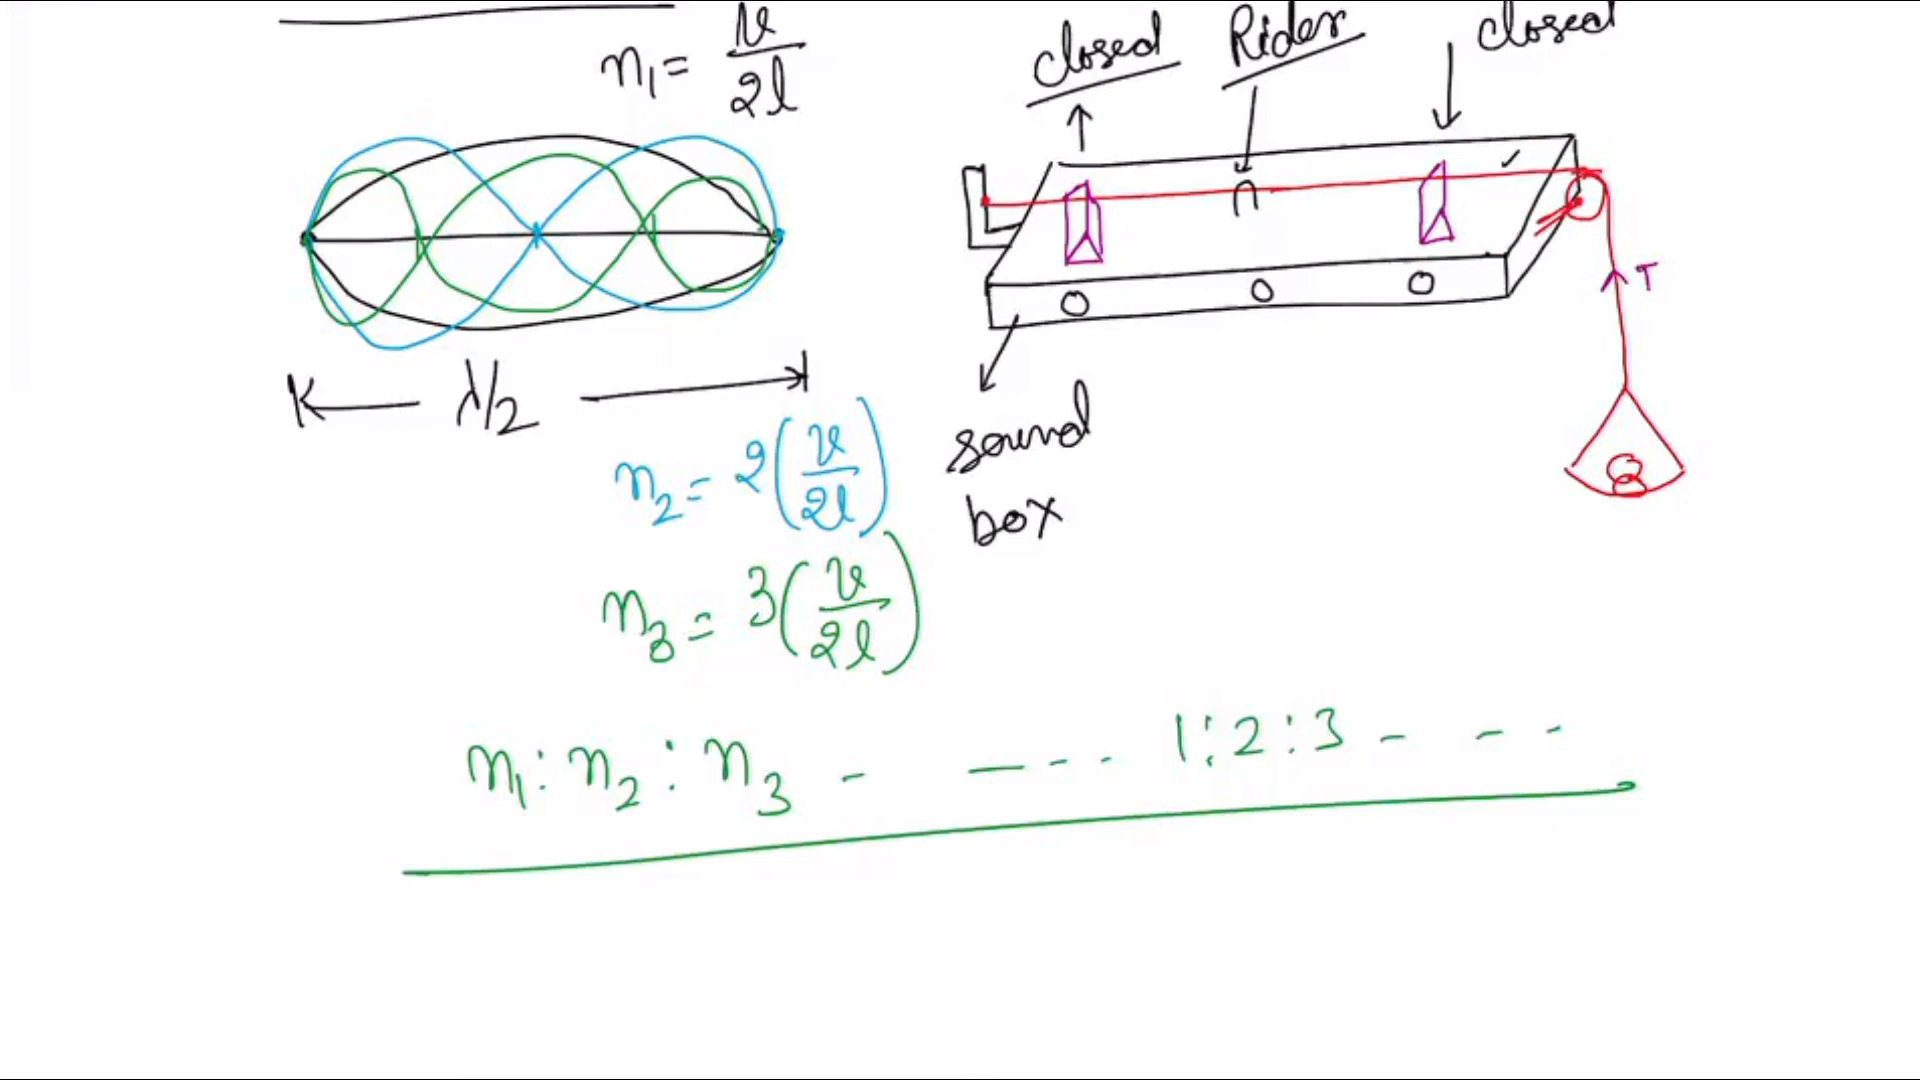 n₁ = v/2l
closed
Rider
closed
T
λ/2
n₂ = 2(v/2l)
sound
box
n₃ = 3(v/2l)
n₁ : n₂ : n₃ - — - - - 1 : 2 : 3 - - - -